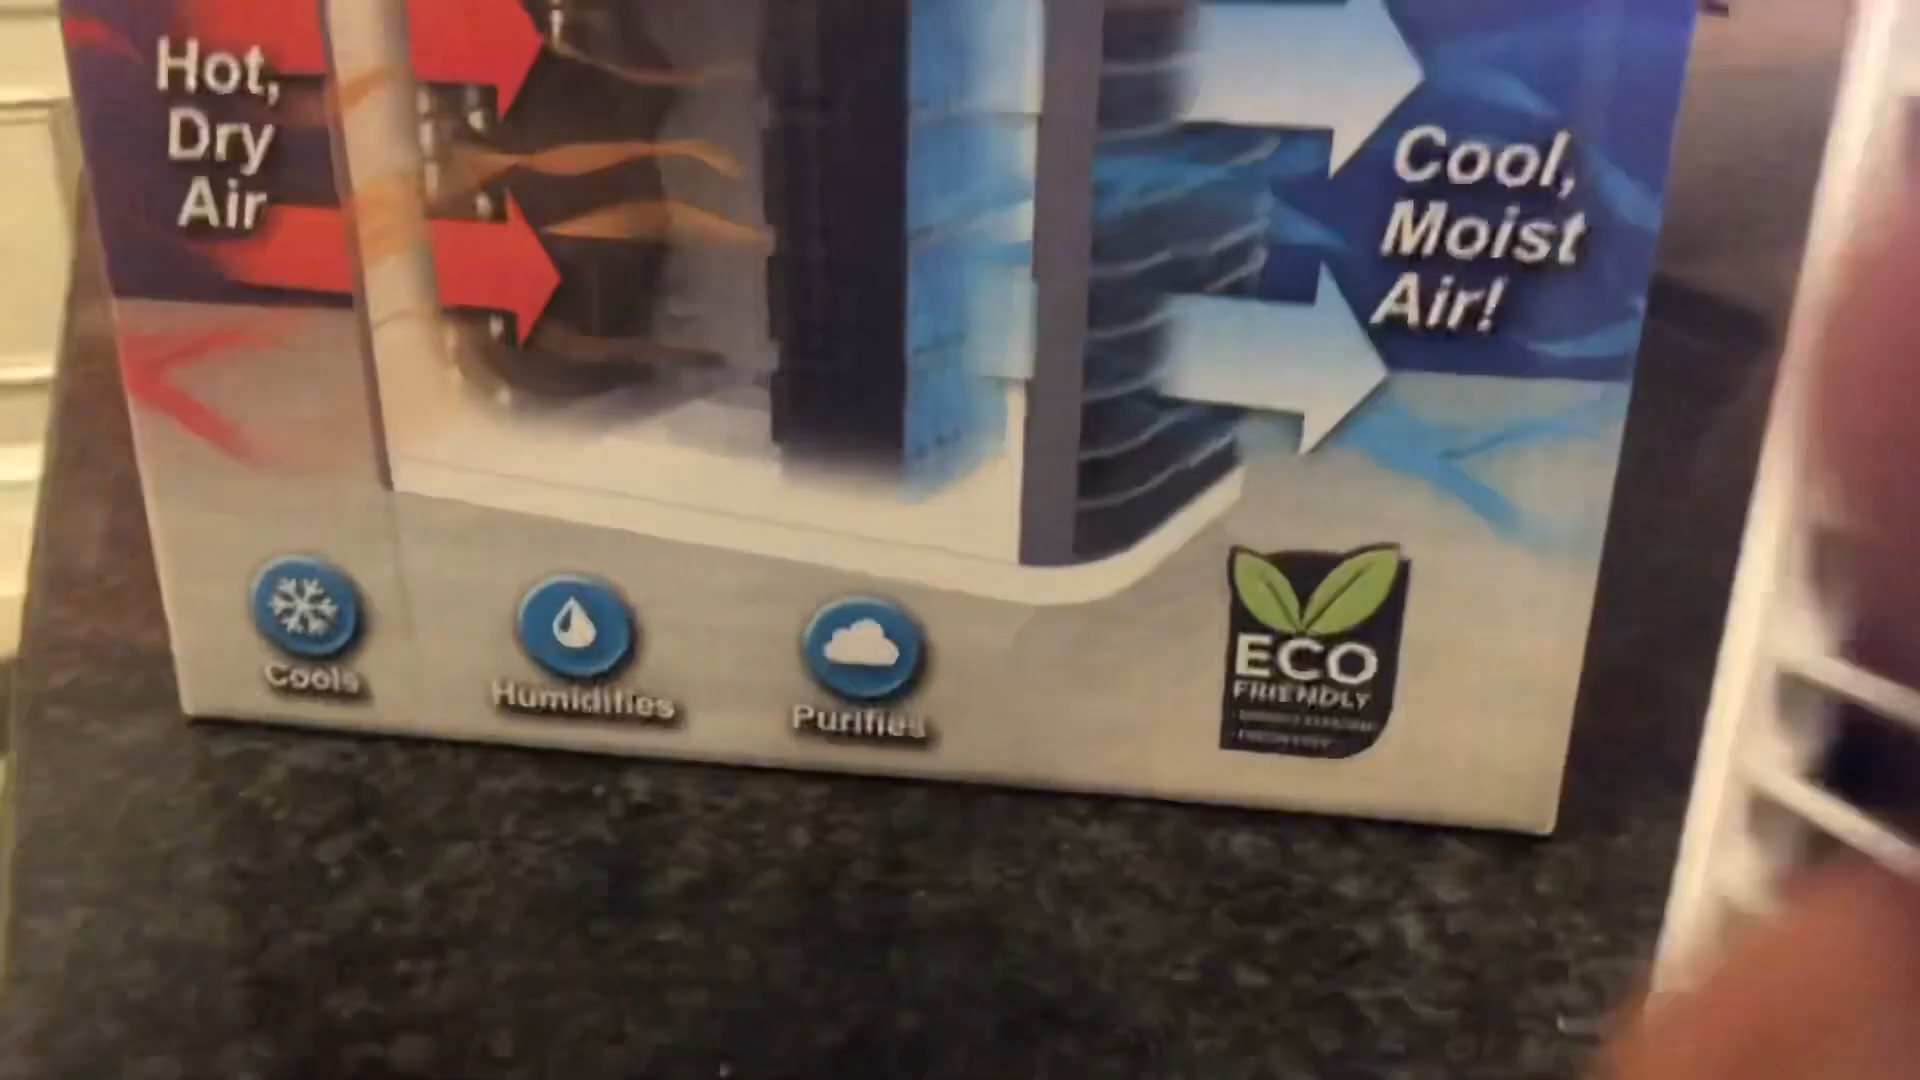 Hot,
Dry
Air
Cool,
Moist
Air!
Cools
Humidifies
Purifies
ECO
FRIENDLY